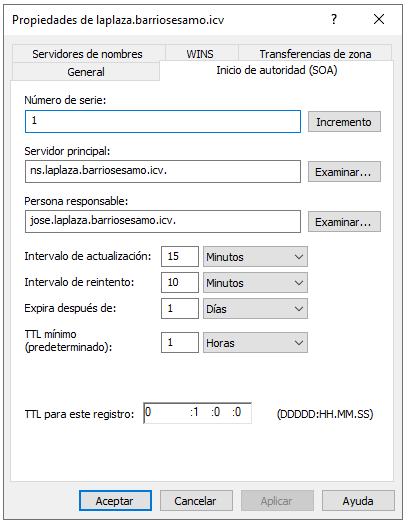 Propiedades de laplaza.barriosesamo.icv
Servidores de nombres WINS Transferencias de zona
General Inicio de autoridad (SOA)
Número de serie:
1 Incremento
Servidor principal:
ns.laplaza.barriosesamo.icv. Examinar...
Persona responsable:
jose.laplaza.barriosesamo.icv. Examinar...
Intervalo de actualización: 15 Minutos
Intervalo de reintento: 10 Minutos
Expira después de: 1 Días
TTL mínimo
(predeterminado): 1 Horas
TTL para este registro: 0 :1 :0 :0 (DDDDD:HH.MM.SS)
Aceptar Cancelar Aplicar Ayuda